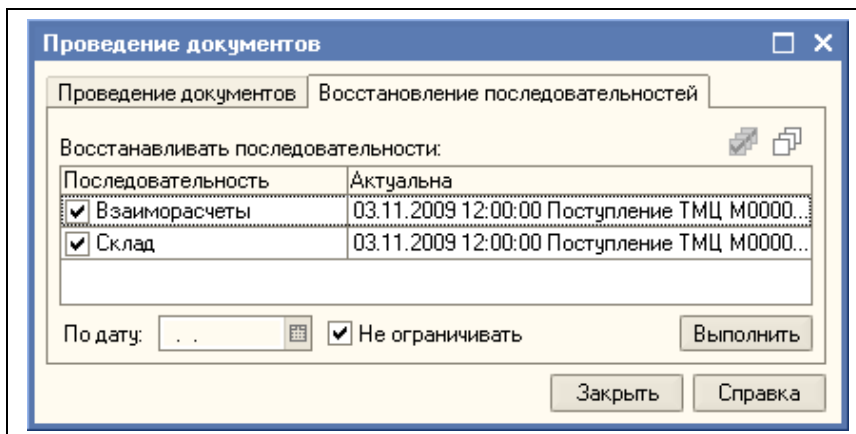 Проведение документов
Проведение документов Восстановление последовательностей
Восстанавливать последовательности:
Последовательность Актуальна
Взаиморасчеты 03.11.2009 12:00:00 Поступление ТМЦ М0000...
Склад 03.11.2009 12:00:00 Поступление ТМЦ М0000...
По дату: . . Не ограничивать Выполнить
Закрыть Справка